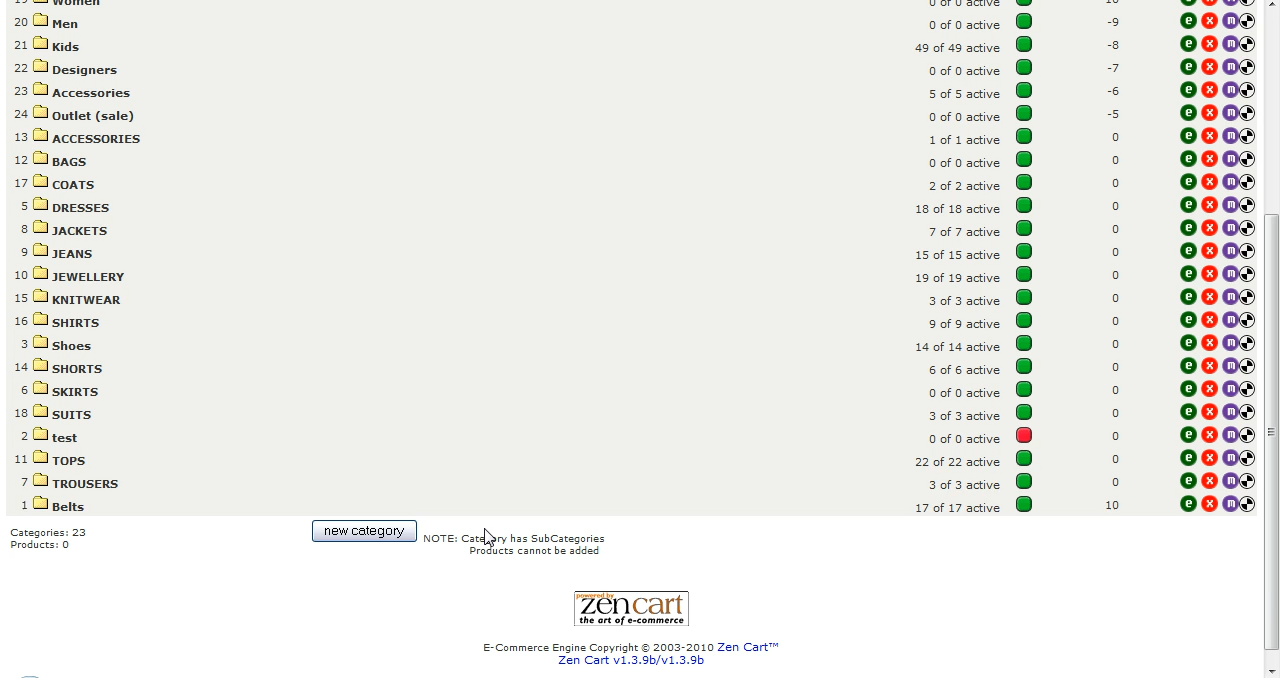 19 Women 0 of 0 active 10
20 Men 0 of 0 active -9
21 Kids 49 of 49 active -8
22 Designers 0 of 0 active -7
23 Accessories 5 of 5 active -6
24 Outlet (sale) 0 of 0 active -5
13 ACCESSORIES 1 of 1 active 0
12 BAGS 0 of 0 active 0
17 COATS 2 of 2 active 0
5 DRESSES 18 of 18 active 0
8 JACKETS 7 of 7 active 0
9 JEANS 15 of 15 active 0
10 JEWELLERY 19 of 19 active 0
15 KNITWEAR 3 of 3 active 0
16 SHIRTS 9 of 9 active 0
3 Shoes 14 of 14 active 0
14 SHORTS 6 of 6 active 0
6 SKIRTS 0 of 0 active 0
18 SUITS 3 of 3 active 0
2 test 0 of 0 active 0
11 TOPS 22 of 22 active 0
7 TROUSERS 3 of 3 active 0
1 Belts 17 of 17 active 10
Categories: 23
Products: 0
new category
NOTE: Category has SubCategories
Products cannot be added
powered by
zen cart
the art of e-commerce
E-Commerce Engine Copyright © 2003-2010 Zen Cart™
Zen Cart v1.3.9b/v1.3.9b